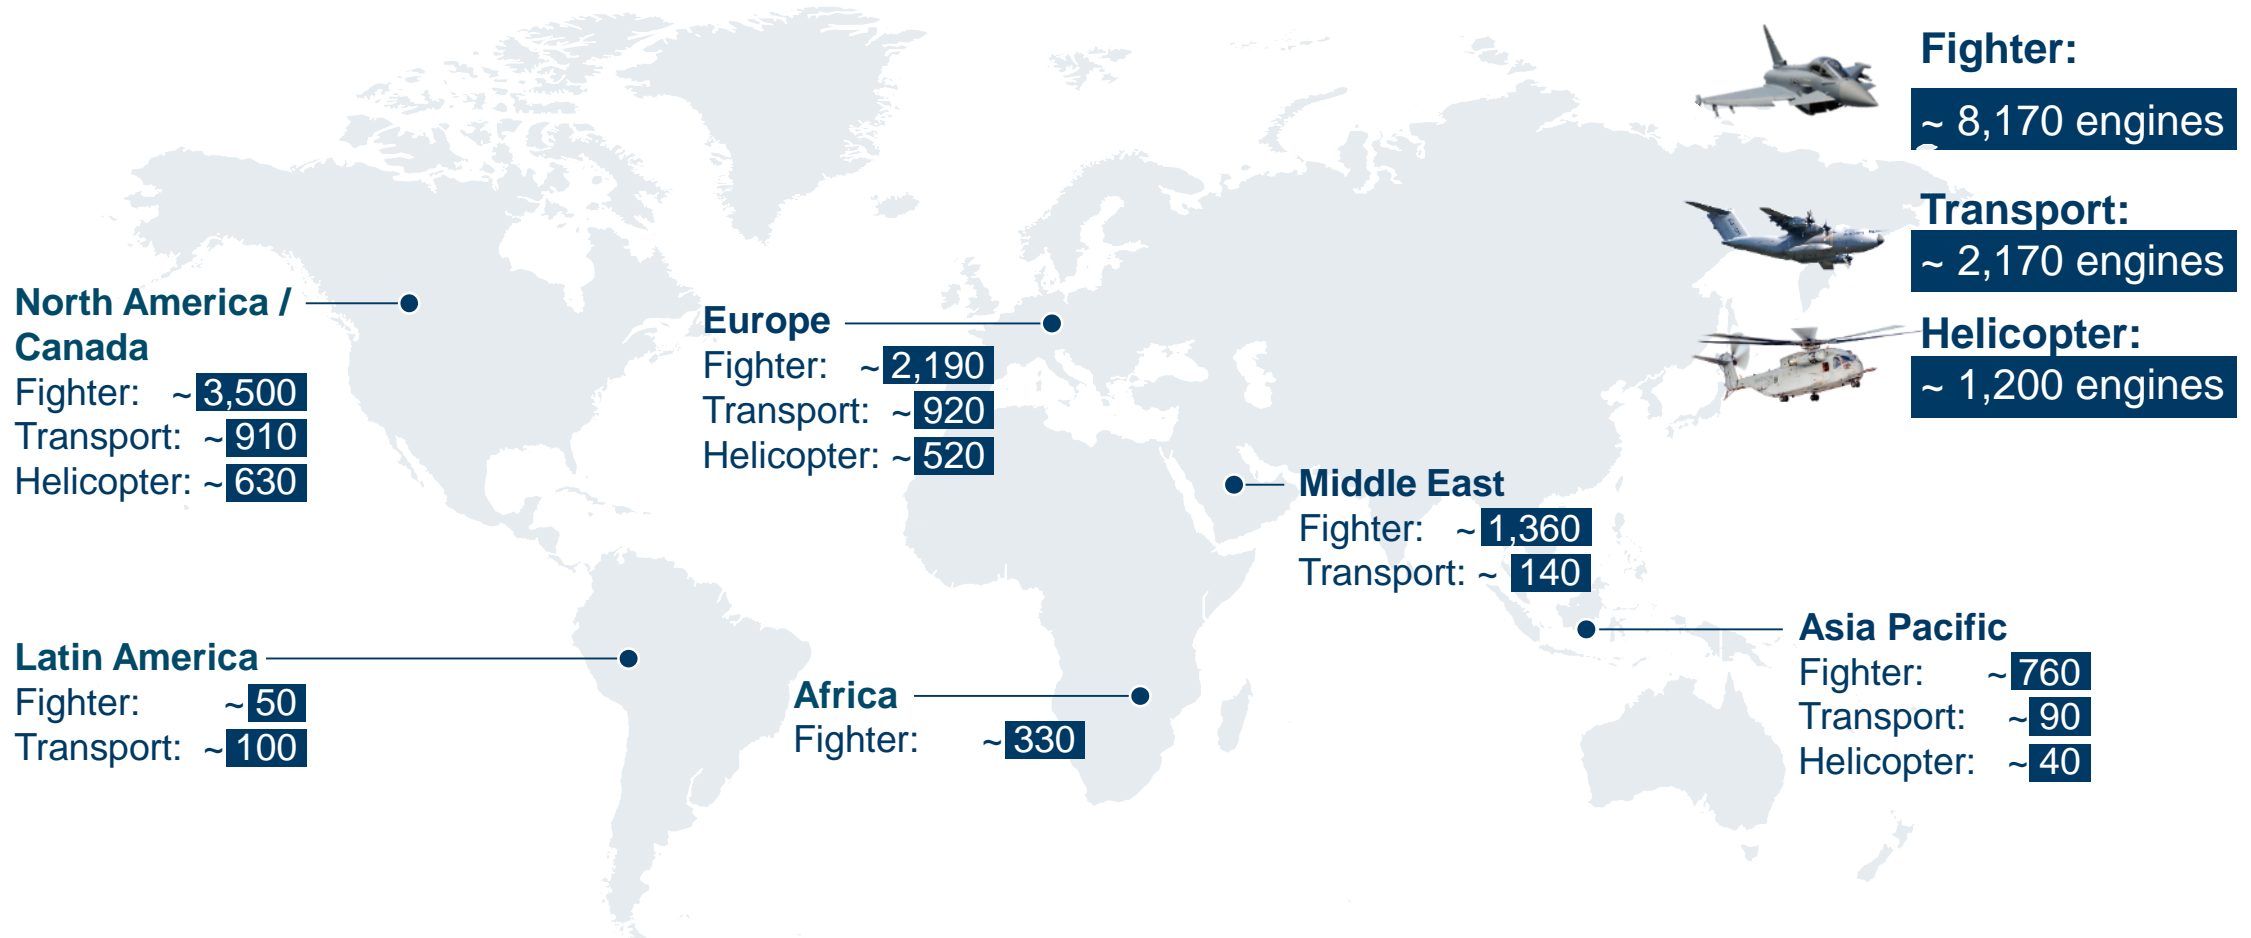 Fighter:
~ 8,170 engines
Transport:
~ 2,170 engines
Helicopter:
~ 1,200 engines
North America /
Canada
Fighter: ~ 3,500
Transport: ~ 910
Helicopter: ~ 630
Europe
Fighter: ~ 2,190
Transport: ~ 920
Helicopter: ~ 520
Middle East
Fighter: ~ 1,360
Transport: ~ 140
Latin America
Fighter: ~ 50
Transport: ~ 100
Africa
Fighter: ~ 330
Asia Pacific
Fighter: ~ 760
Transport: ~ 90
Helicopter: ~ 40